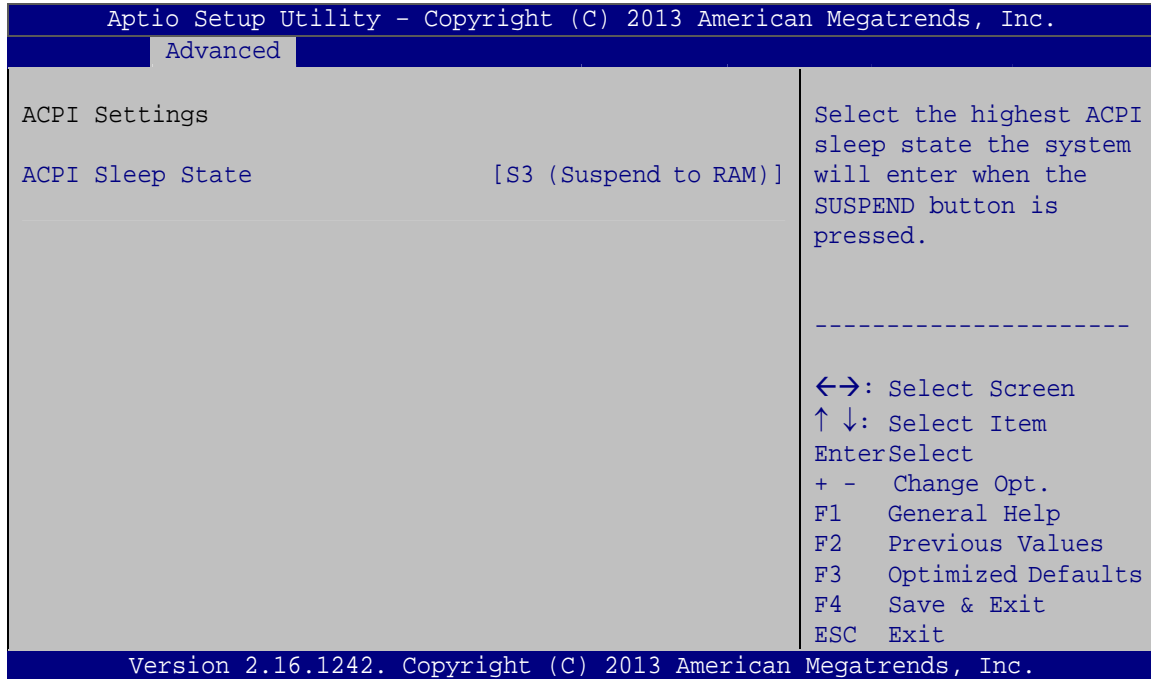 Aptio Setup Utility – Copyright (C) 2013 American Megatrends, Inc.
Advanced
ACPI Settings
ACPI Sleep State [S3 (Suspend to RAM)]
Select the highest ACPI
sleep state the system
will enter when the
SUSPEND button is
pressed.
----------------------
←→: Select Screen
↑ ↓: Select Item
EnterSelect
+ - Change Opt.
F1 General Help
F2 Previous Values
F3 Optimized Defaults
F4 Save & Exit
ESC Exit
Version 2.16.1242. Copyright (C) 2013 American Megatrends, Inc.